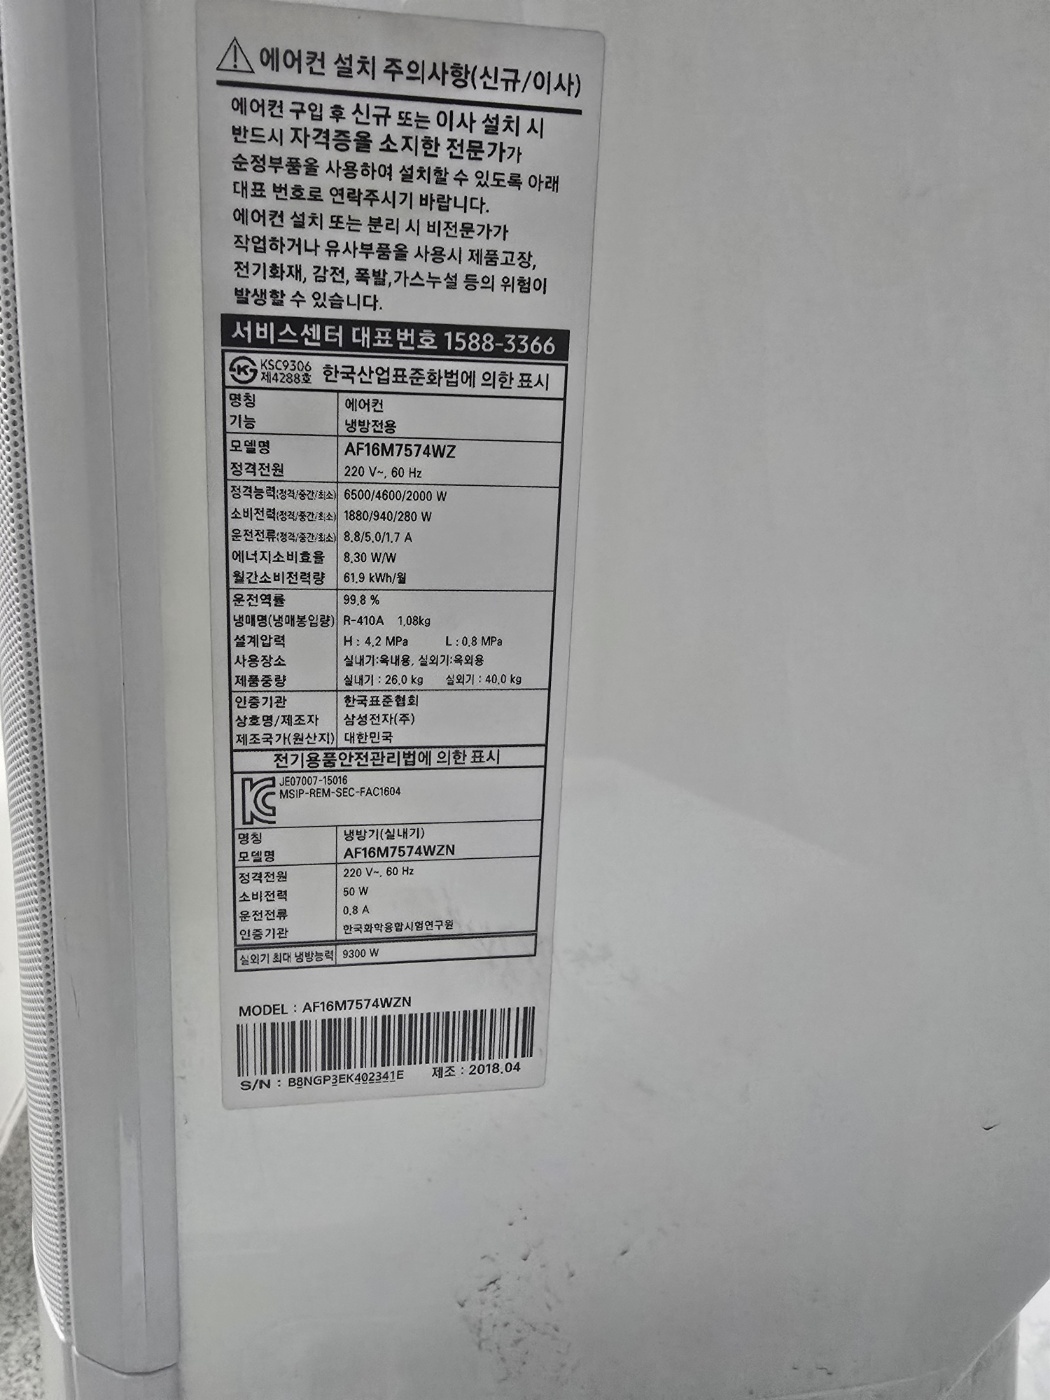 에어컨 설치 주의사항(신규/이사)
에어컨 구입 후 신규 또는 이사 설치 시
반드시 자격증을 소지한 전문가가
순정부품을 사용하여 설치할 수 있도록 아래
대표 번호로 연락주시기 바랍니다.
에어컨 설치 또는 분리 시 비전문가가
작업하거나 유사부품을 사용시 제품고장,
전기화재, 감전, 폭발,가스누설 등의 위험이
발생할 수 있습니다.
서비스센터 대표번호 1588-3366
KSC9306
제4288호 한국산업표준화법에 의한 표시
명칭 에어컨
기능 냉방전용
모델명 AF16M7574WZ
정격전원 220 V~, 60 Hz
정격능력(정격/중간/최소) 6500/4600/2000 W
소비전력(정격/중간/최소) 1880/940/280 W
운전전류(정격/중간/최소) 8.8/5.0/1.7 A
에너지소비효율 8.30 W/W
월간소비전력량 61.9 kWh/월
운전역률 99.8 %
냉매명(냉매봉입량) R-410A 1.08kg
설계압력 H : 4.2 MPa L : 0.8 MPa
사용장소 실내기:옥내용, 실외기:옥외용
제품중량 실내기 : 26.0 kg 실외기 : 40.0 kg
인증기관 한국표준협회
상호명/제조자 삼성전자(주)
제조국가(원산지) 대한민국
전기용품안전관리법에 의한 표시
JE07007-15016
MSIP-REM-SEC-FAC1604
명칭 냉방기(실내기)
모델명 AF16M7574WZN
정격전원 220 V~, 60 Hz
소비전력 50 W
운전전류 0.8 A
인증기관 한국화학융합시험연구원
실외기 최대 냉방능력 9300 W
MODEL : AF16M7574WZN
S/N : B8NGP3EK402341E 제조 : 2018.04